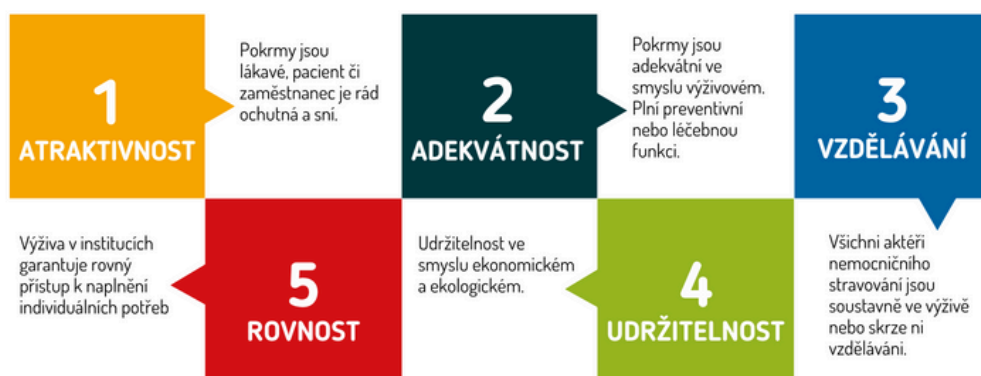 1
ATRAKTIVNOST
Pokrmy jsou
lákavé, pacient či
zaměstnanec je rád
ochutná a sní.
2
ADEKVÁTNOST
Pokrmy jsou
adekvátní ve
smyslu výživovém.
Plní preventivní
nebo léčebnou
funkci.
3
VZDĚLÁVÁNÍ
Všichni aktéři
nemocničního
stravování jsou
soustavně ve výživě
nebo skrze ni
vzděláváni.
4
UDRŽITELNOST
Udržitelnost ve
smyslu ekonomickém
a ekologickém.
5
ROVNOST
Výživa v institucích
garantuje rovný
přístup k naplnění
individuálních potřeb